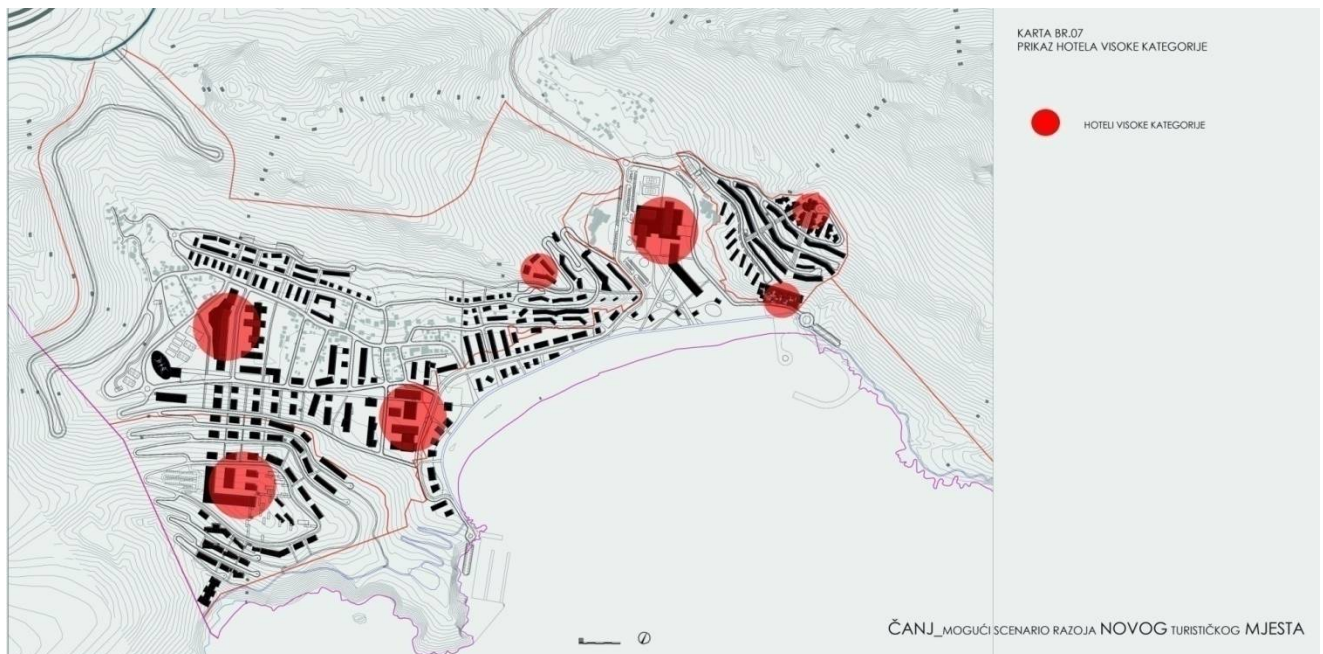 KARTA BR.07
PRIKAZ HOTELA VISOKE KATEGORIJE
HOTELI VISOKE KATEGORIJE
ČANJ_MOGUĆI SCENARIO RAZOJA NOVOG TURISTIČKOG MJESTA